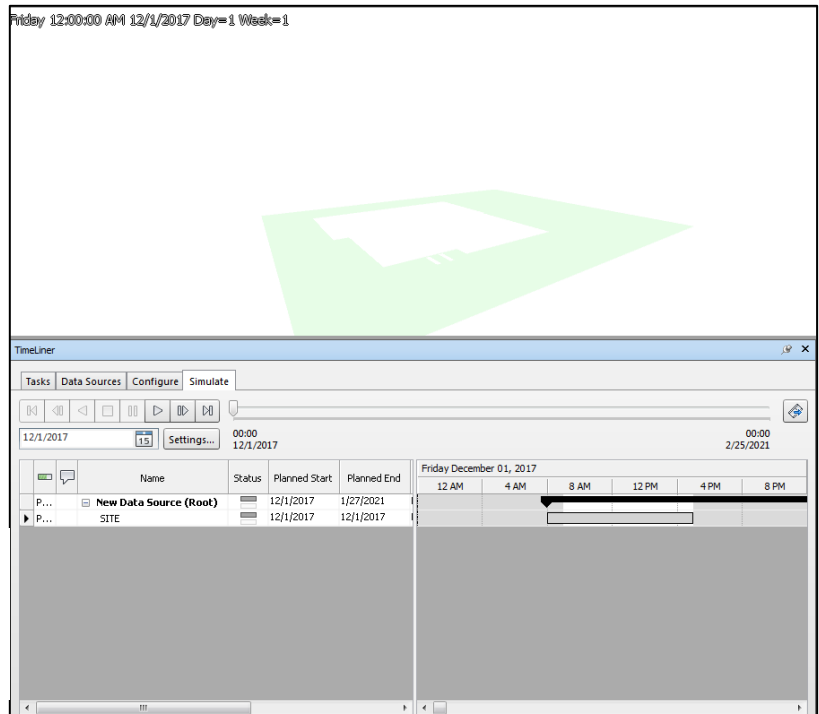 Friday 12:00:00 AM 12/1/2017 Day=1 Week=1
TimeLiner
Tasks Data Sources Configure Simulate
12/1/2017 15 Settings... 00:00 00:00
12/1/2017 2/25/2021
Name Status Planned Start Planned End Friday December 01, 2017
12 AM 4 AM 8 AM 12 PM 4 PM 8 PM
P... New Data Source (Root) 12/1/2017 1/27/2021
P... SITE 12/1/2017 12/1/2017